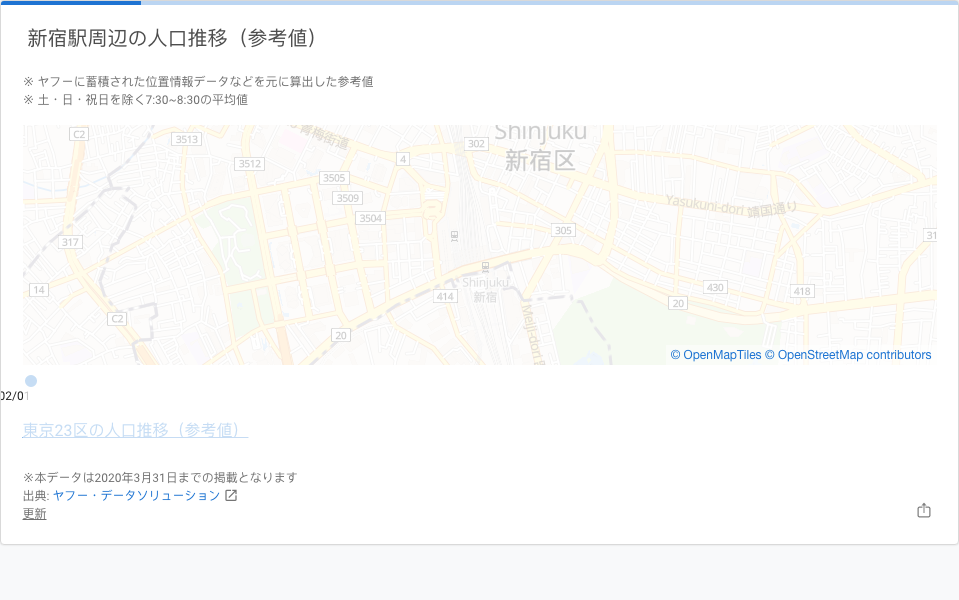 新宿駅周辺の人口推移（参考値）
※ ヤフーに蓄積された位置情報データなどを元に算出した参考値
※ 土・日・祝日を除く7:30~8:30の平均値
C2
3513
青梅街道
302
Shinjuku
新宿区
4
3512
3505
3509
3504
Yasukuni-dori 靖国通り
305
31
317
14
414
Shinjuku
新宿
430
418
20
C2
20
Meiji-dori
© OpenMapTiles © OpenStreetMap contributors
02/01
東京23区の人口推移（参考値）
※本データは2020年3月31日までの掲載となります
出典: ヤフー・データソリューション
更新